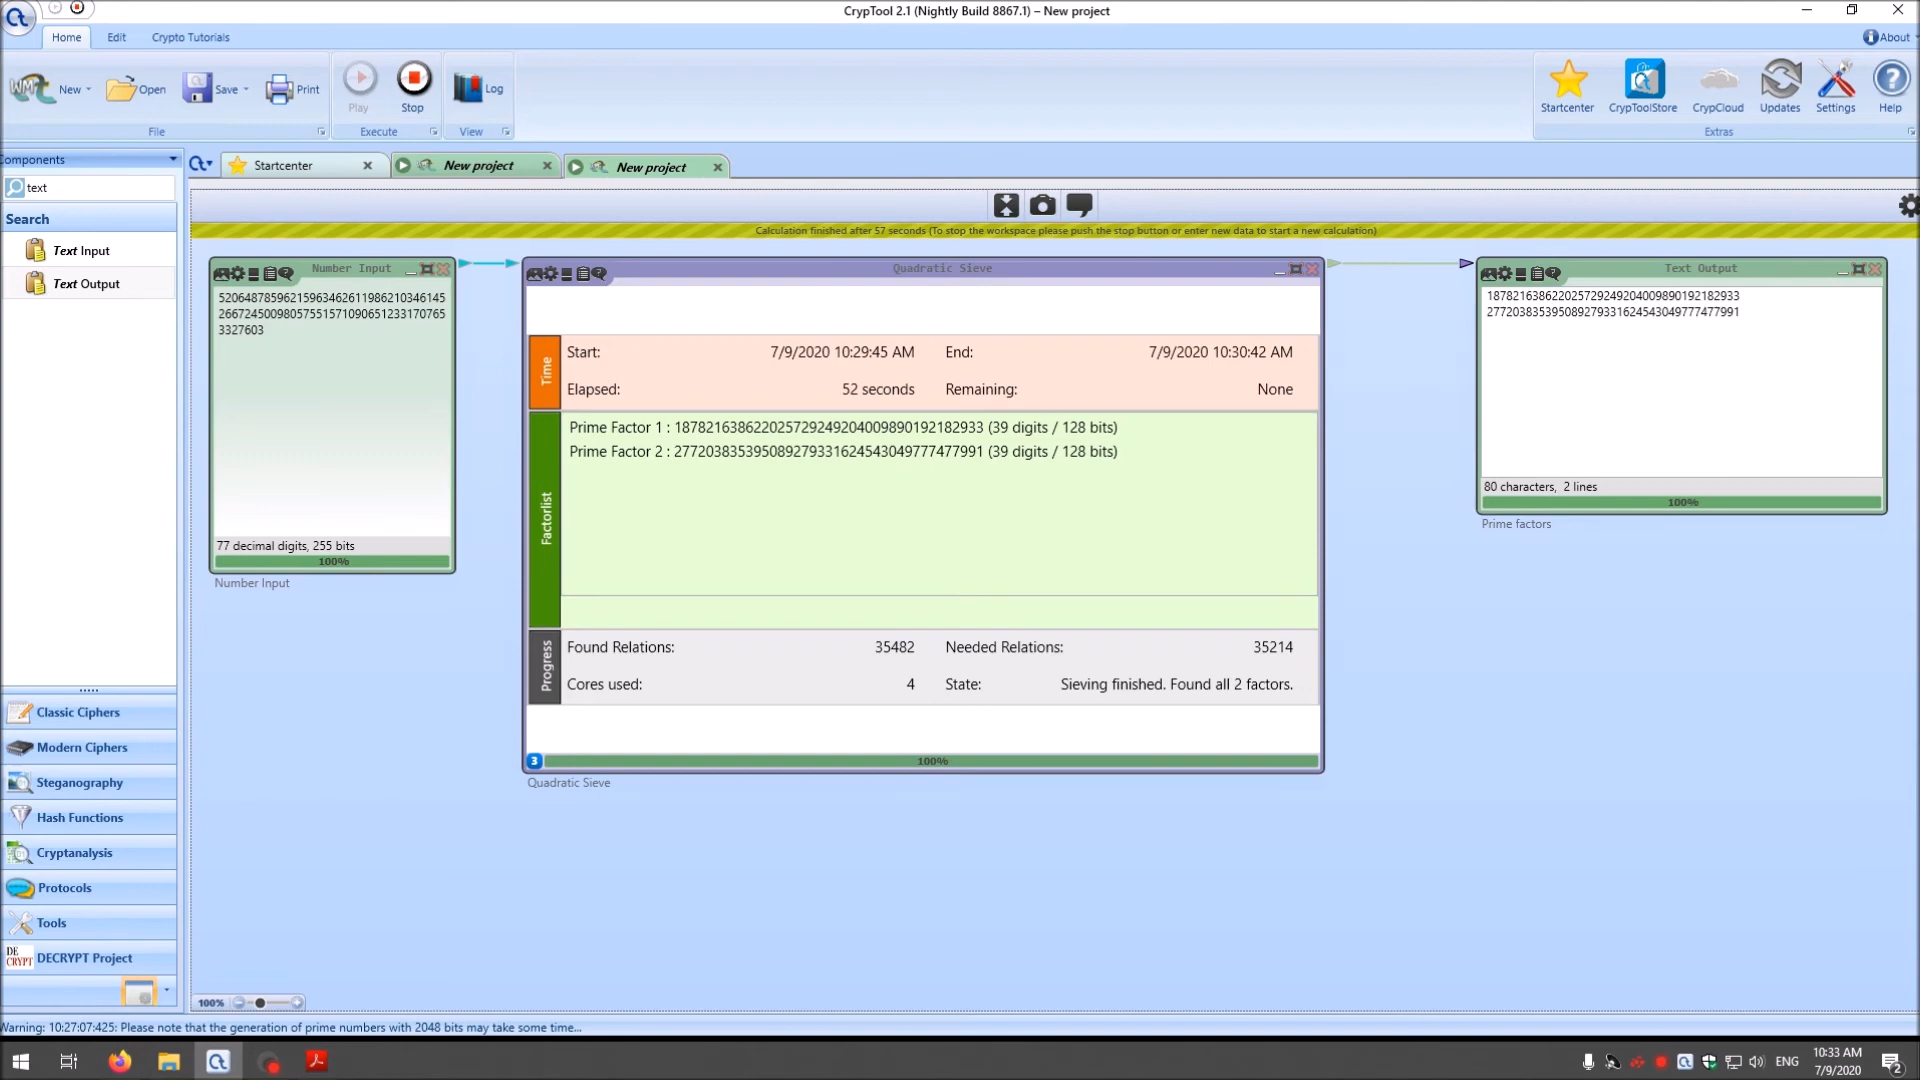 CrypTool 2.1 (Nightly Build 8867.1) – New project
Home Edit Crypto Tutorials
About
New Open Save Print
Play Stop Log
Startcenter CrypToolStore CrypCloud Updates Settings Help
File Execute View Extras
Components
Startcenter New project New project
text
Search
Text Input
Text Output
Calculation finished after 57 seconds (To stop the workspace please push the stop button or enter new data to start a new calculation)
Number Input
5206487859621596346261198621034614​5
2667245009805755157109065123317076​5
3327603
77 decimal digits, 255 bits
100%
Number Input
Quadratic Sieve
Time
Start: 7/9/2020 10:29:45 AM End: 7/9/2020 10:30:42 AM
Elapsed: 52 seconds Remaining: None
Factorlist
Prime Factor 1 : 187821638622025729249204009890192182933 (39 digits / 128 bits)
Prime Factor 2 : 277203835395089279331624543049777477991 (39 digits / 128 bits)
Progress
Found Relations: 35482 Needed Relations: 35214
Cores used: 4 State: Sieving finished. Found all 2 factors.
3
100%
Quadratic Sieve
Text Output
187821638622025729249204009890192182933
277203835395089279331624543049777477991
80 characters, 2 lines
100%
Prime factors
Classic Ciphers
Modern Ciphers
Steganography
Hash Functions
Cryptanalysis
Protocols
Tools
DECRYPT Project
100%
Warning: 10:27:07:425: Please note that the generation of prime numbers with 2048 bits may take some time...
ENG
10:33 AM
7/9/2020
2